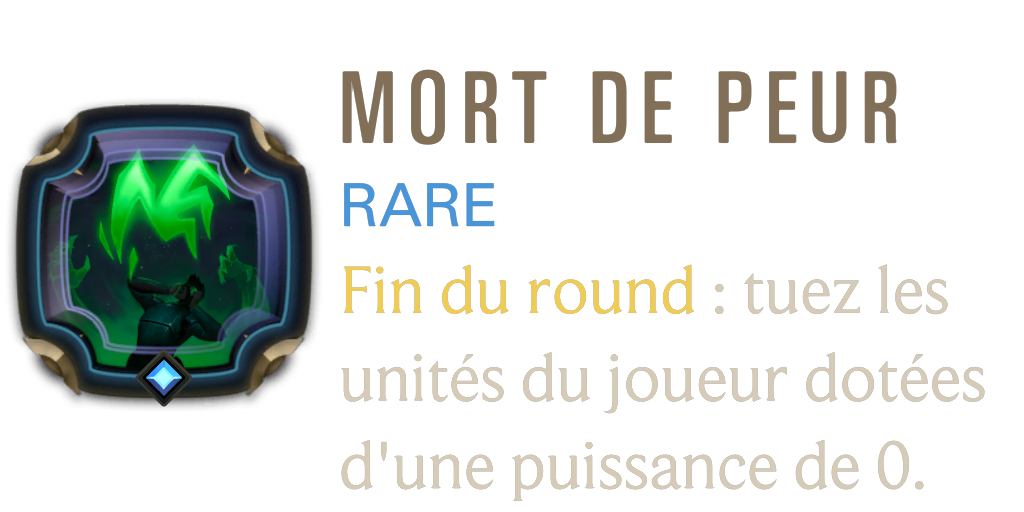 MORT DE PEUR
RARE
Fin du round : tuez les
unités du joueur dotées
d'une puissance de 0.